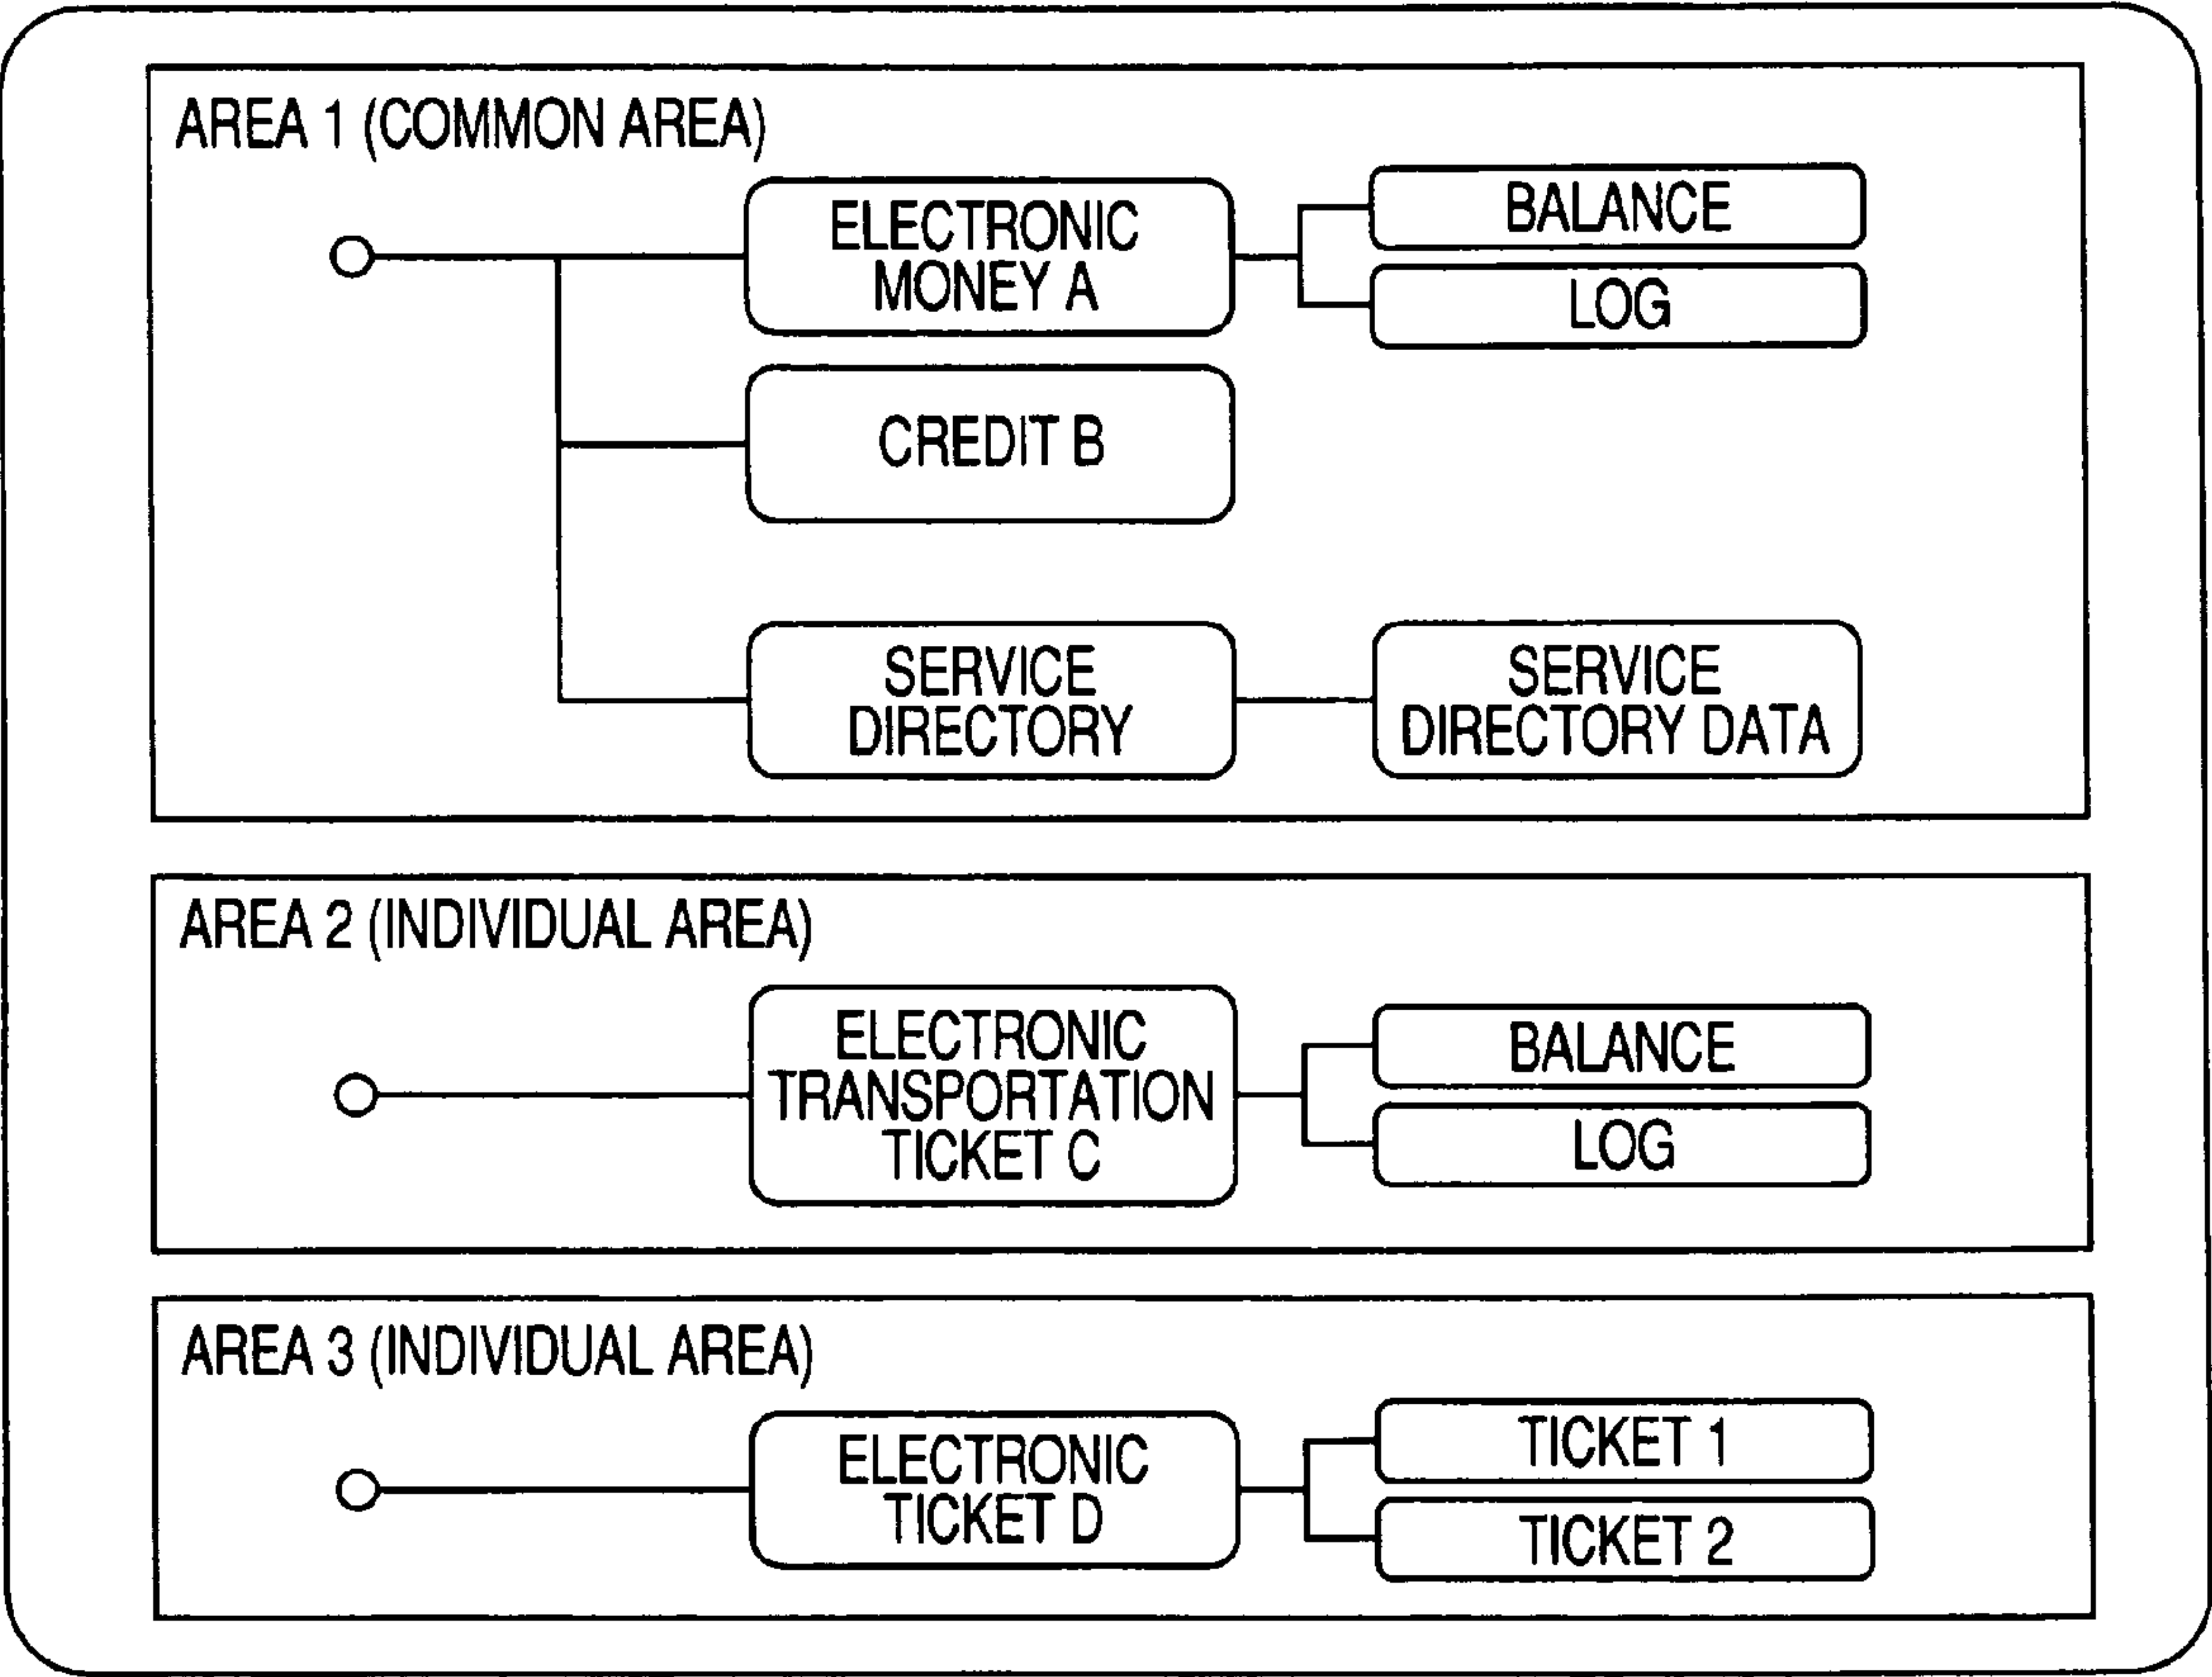 AREA 1 (COMMON AREA)
ELECTRONIC
MONEY A
BALANCE
LOG
CREDIT B
SERVICE
DIRECTORY
SERVICE
DIRECTORY DATA
AREA 2 (INDIVIDUAL AREA)
ELECTRONIC
TRANSPORTATION
TICKET C
BALANCE
LOG
AREA 3 (INDIVIDUAL AREA)
ELECTRONIC
TICKET D
TICKET 1
TICKET 2